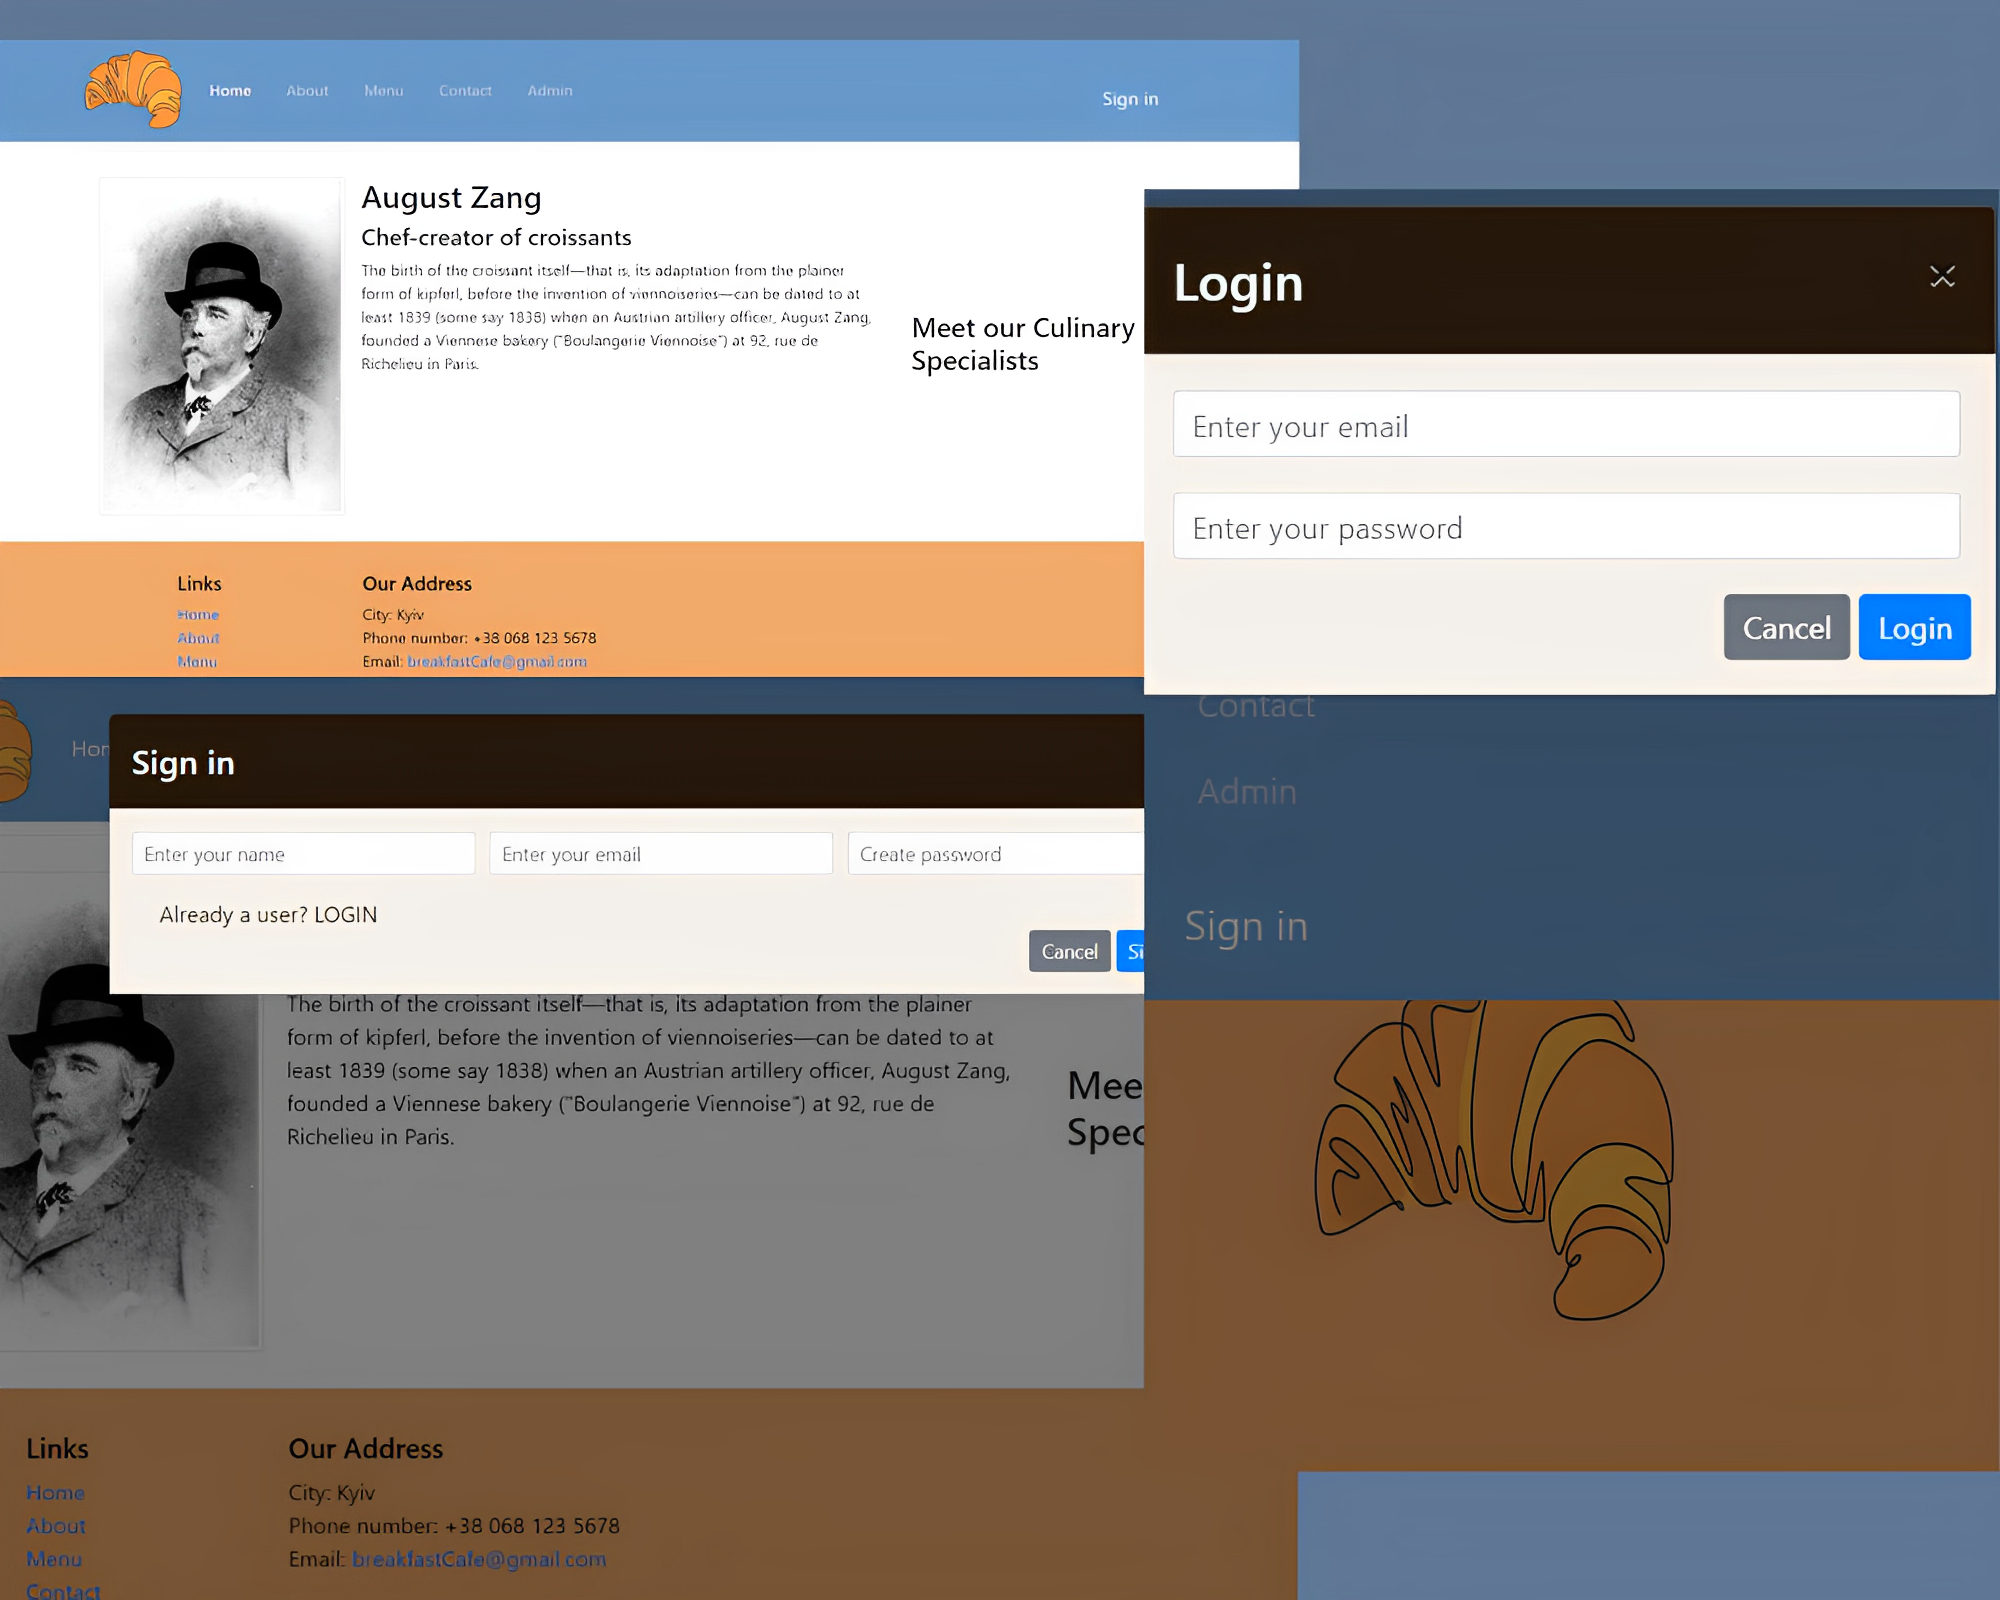 Home About Menu Contact Admin
Sign in
August Zang
Chef-creator of croissants
The birth of the croissant itself—that is, its adaptation from the plainer
form of kipferl, before the invention of viennoiseries—can be dated to at
least 1839 (some say 1838) when an Austrian artillery officer, August Zang,
founded a Viennese bakery ("Boulangerie Viennoise") at 92, rue de
Richelieu in Paris.
Meet our Culinary
Specialists
Links
Home
About
Menu
Our Address
City: Kyiv
Phone number: +38 068 123 5678
Email: breakfastCafe@gmail.com
Login
Enter your email
Enter your password
Cancel Login
Contact
Admin
Sign in
Hor
Sign in
Enter your name Enter your email Create password
Already a user? LOGIN
Cancel Si
The birth of the croissant itself—that is, its adaptation from the plainer
form of kipferl, before the invention of viennoiseries—can be dated to at
least 1839 (some say 1838) when an Austrian artillery officer, August Zang,
founded a Viennese bakery ("Boulangerie Viennoise") at 92, rue de
Richelieu in Paris.
Mee
Spec
Links
Home
About
Menu
Contact
Our Address
City: Kyiv
Phone number: +38 068 123 5678
Email: breakfastCafe@gmail.com